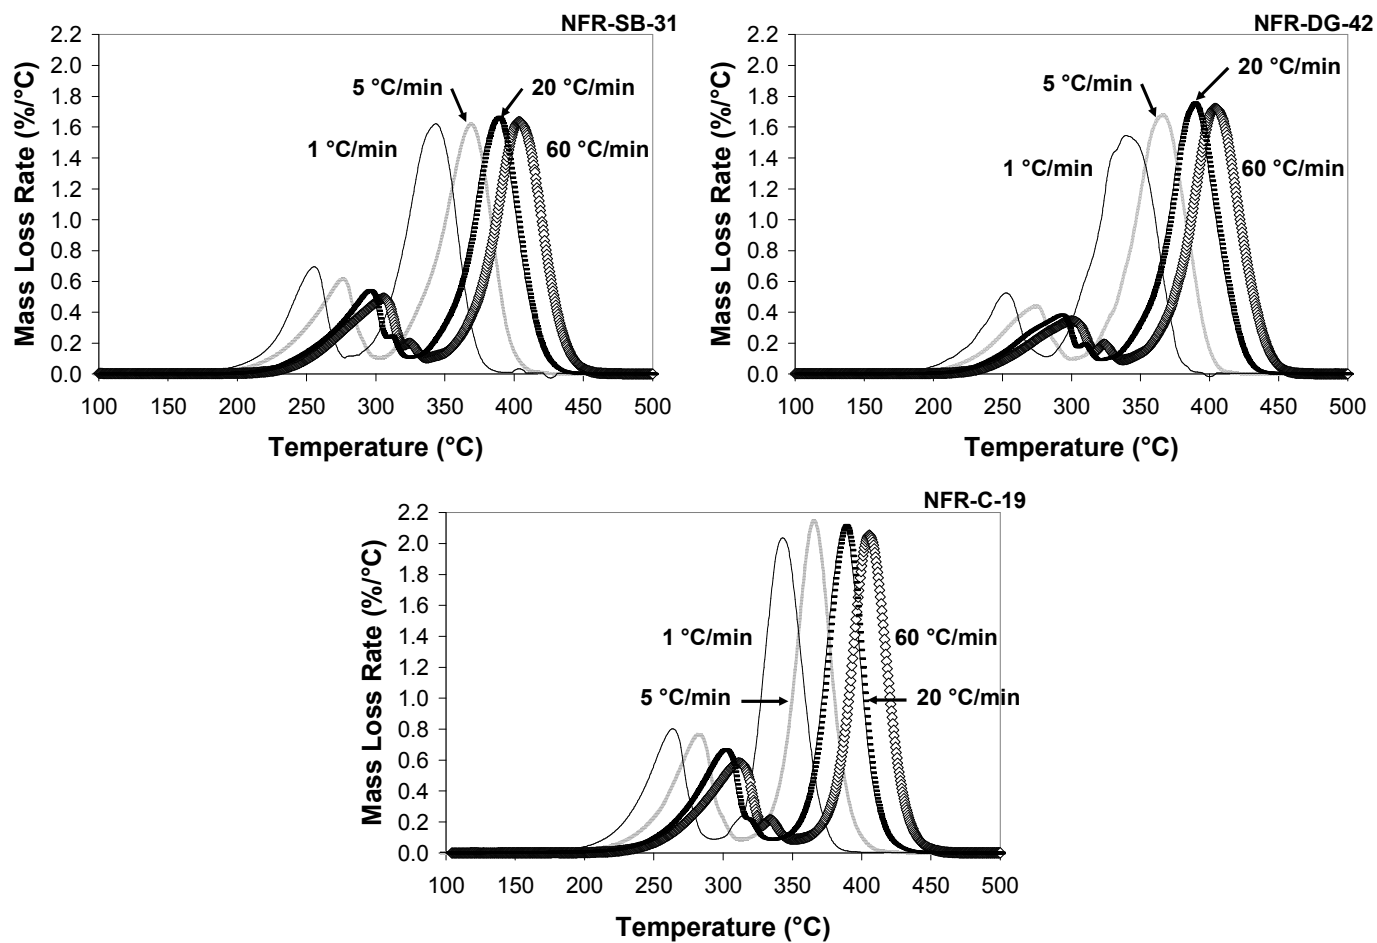 NFR-SB-31
2.2
2.0
1.8
1.6
1.4
1.2
1.0
0.8
0.6
0.4
0.2
0.0
Mass Loss Rate (%/°C)
5 °C/min
20 °C/min
1 °C/min
60 °C/min
100 150 200 250 300 350 400 450 500
Temperature (°C)
NFR-DG-42
2.2
2.0
1.8
1.6
1.4
1.2
1.0
0.8
0.6
0.4
0.2
0.0
Mass Loss Rate (%/°C)
20 °C/min
5 °C/min
1 °C/min
60 °C/min
100 150 200 250 300 350 400 450 500
Temperature (°C)
NFR-C-19
2.2
2.0
1.8
1.6
1.4
1.2
1.0
0.8
0.6
0.4
0.2
0.0
Mass Loss Rate (%/°C)
1 °C/min
60 °C/min
5 °C/min
20 °C/min
100 150 200 250 300 350 400 450 500
Temperature (°C)